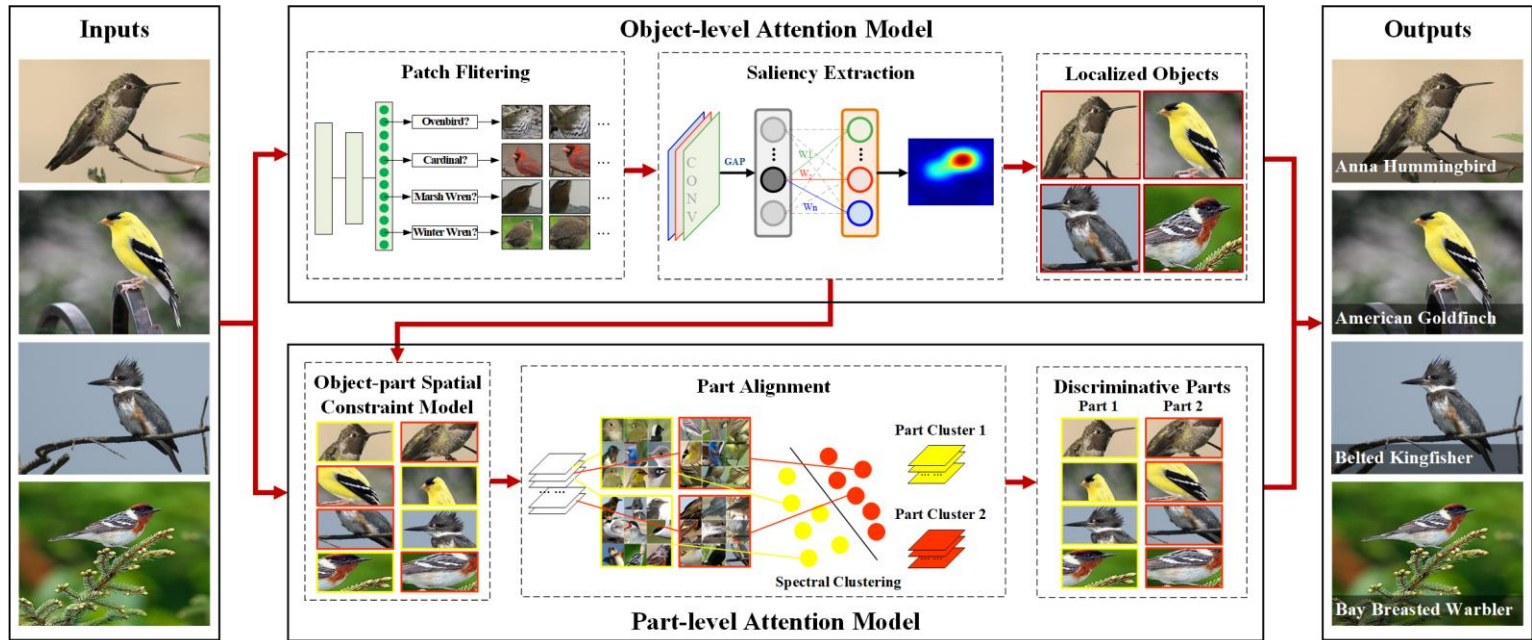 Inputs
Object-level Attention Model
Patch Flitering
Ovenbird?
...
Cardinal?
...
Marsh Wren?
...
Winter Wren?
...
Saliency Extraction
CONV
GAP
...
...
W1
W2
Wn
Localized Objects
Object-part Spatial
Constraint Model
Part Alignment
... ...
Spectral Clustering
Part Cluster 1
... ...
Part Cluster 2
... ...
Discriminative Parts
Part 1 Part 2
Part-level Attention Model
Outputs
Anna Hummingbird
American Goldfinch
Belted Kingfisher
Bay Breasted Warbler